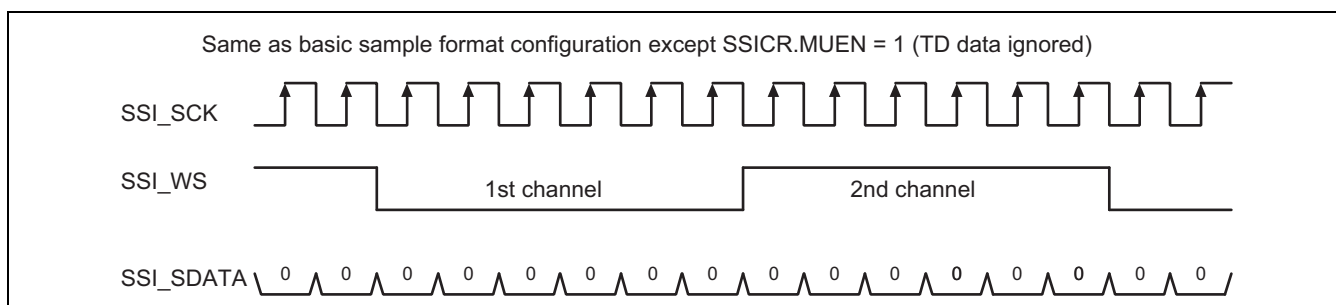 Same as basic sample format configuration except SSICR.MUEN = 1 (TD data ignored)
SSI_SCK
SSI_WS 1st channel 2nd channel
SSI_SDATA 0 0 0 0 0 0 0 0 0 0 0 0 0 0 0 0